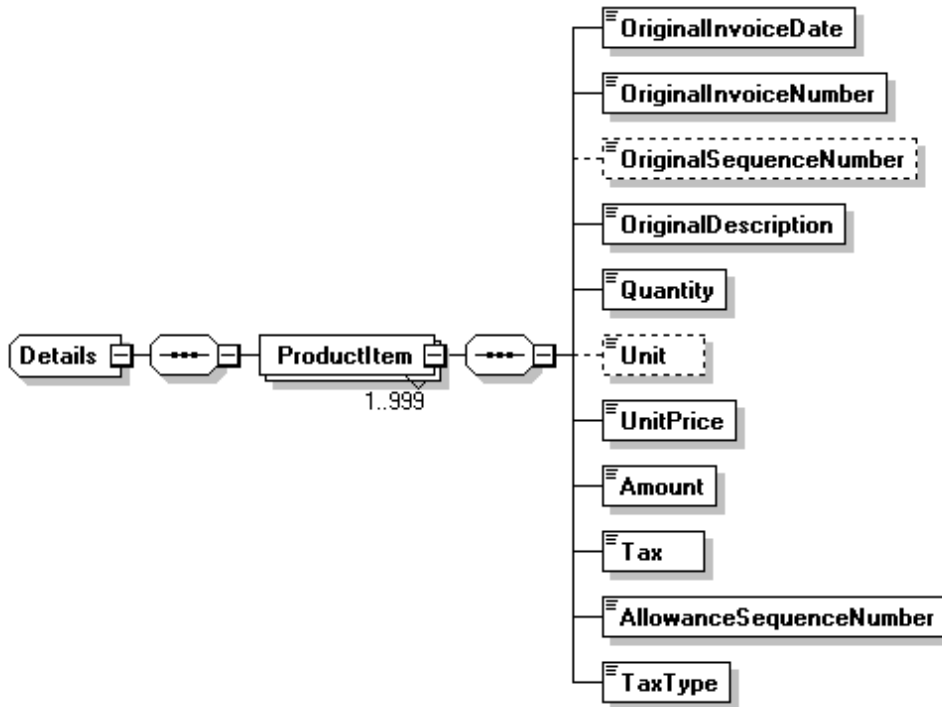 OriginalInvoiceDate
OriginalInvoiceNumber
OriginalSequenceNumber
OriginalDescription
Quantity
Details
ProductItem
1..999
Unit
UnitPrice
Amount
Tax
AllowanceSequenceNumber
TaxType